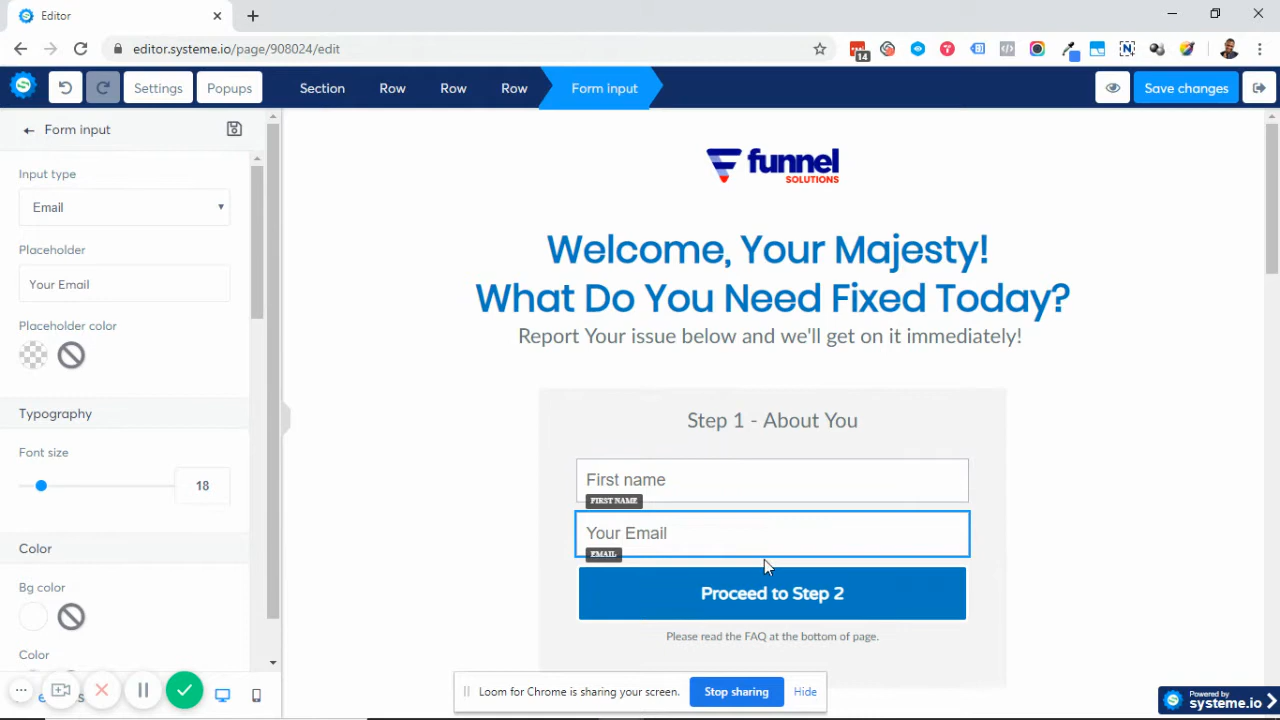 Editor
editor.systeme.io/page/908024/edit
14
Settings
Popups
Section
Row
Row
Row
Form input
Save changes
Form input
Input type
Email
Placeholder
Your Email
Placeholder color
Typography
Font size
18
Color
Bg color
Color
funnel
SOLUTIONS
Welcome, Your Majesty!
What Do You Need Fixed Today?
Report Your issue below and we'll get on it immediately!
Step 1 - About You
First name
FIRST NAME
Your Email
EMAIL
Proceed to Step 2
Please read the FAQ at the bottom of page.
Loom for Chrome is sharing your screen.
Stop sharing
Hide
Powered by
systeme.io